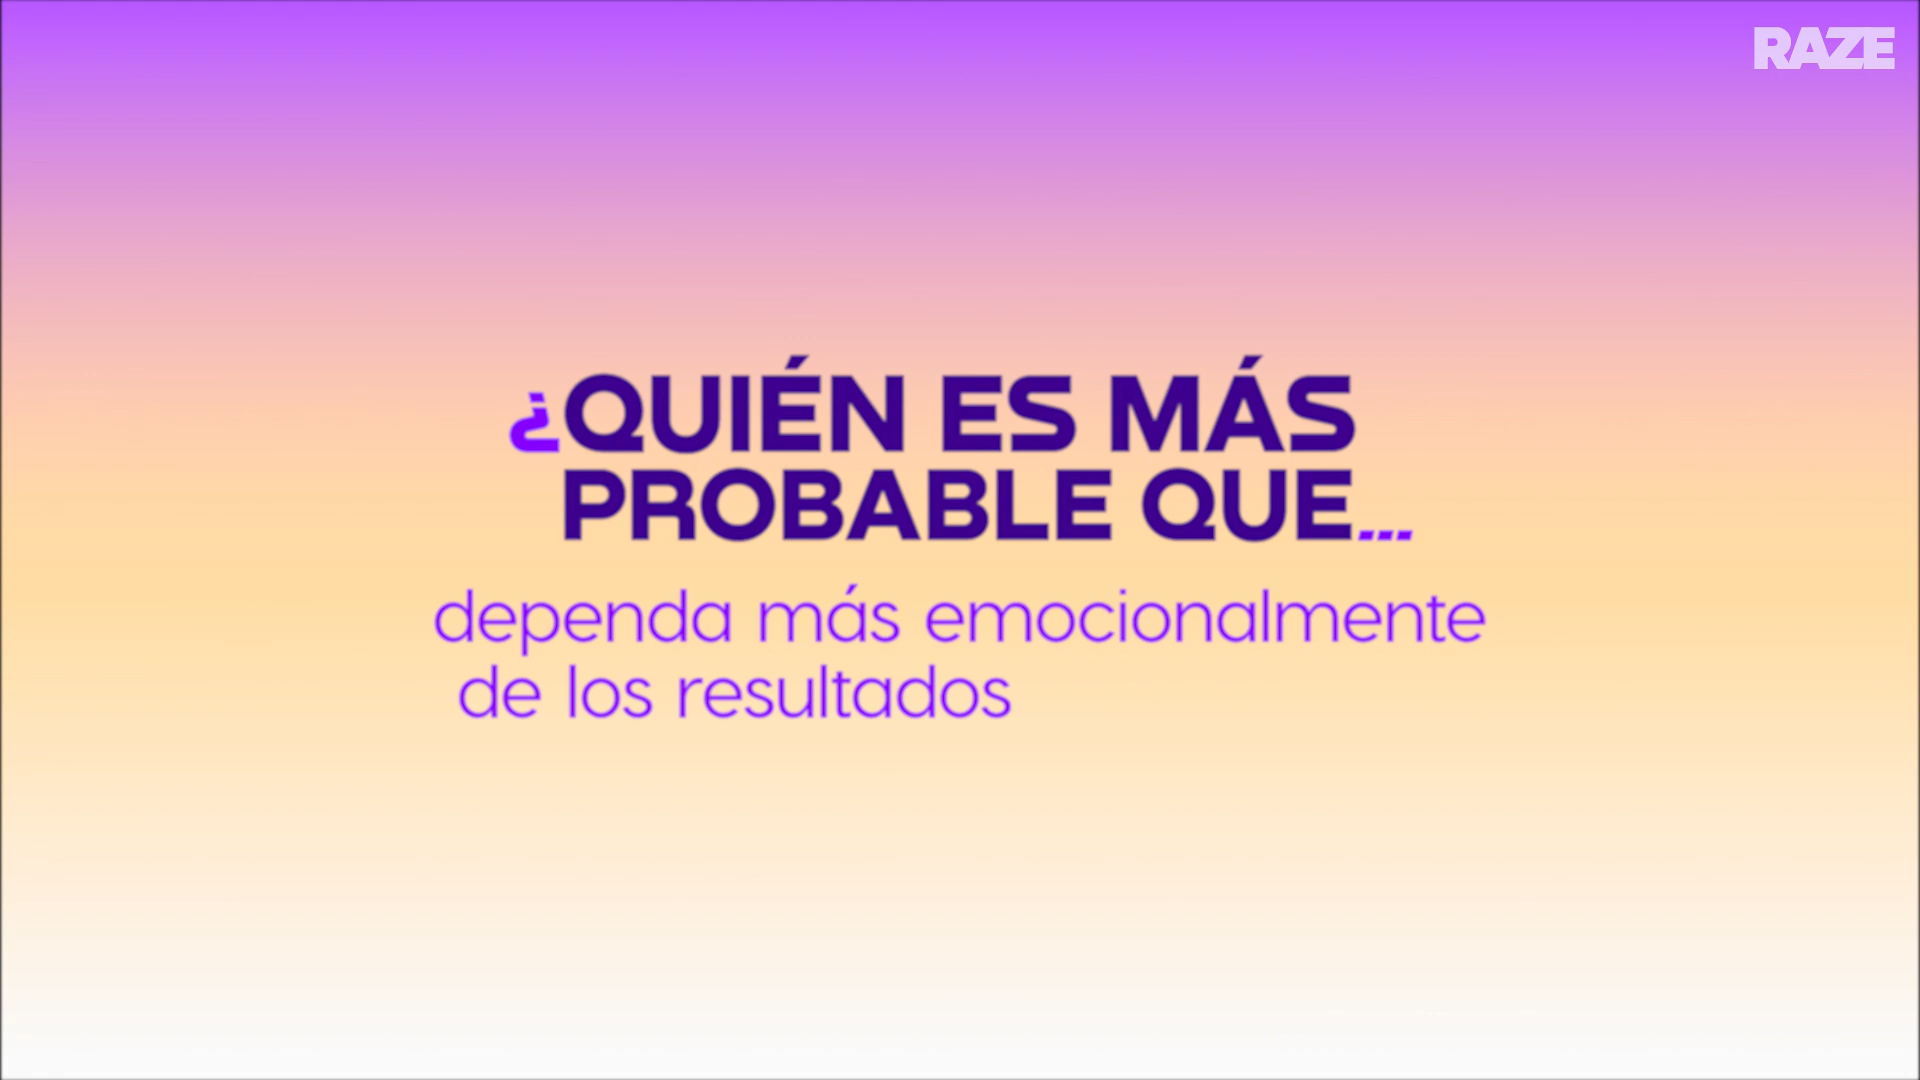 RAZE
¿QUIÉN ES MÁS
PROBABLE QUE...
dependa más emocionalmente
de los resultados